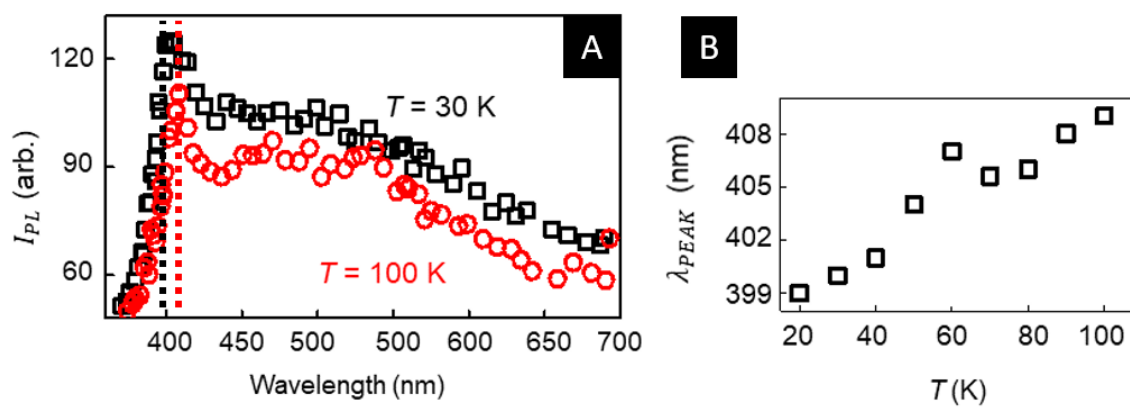 A
I_PL (arb.)
120
90
60
T = 30 K
T = 100 K
400 450 500 550 600 650 700
Wavelength (nm)
B
λ_PEAK (nm)
408
405
402
399
20 40 60 80 100
T (K)